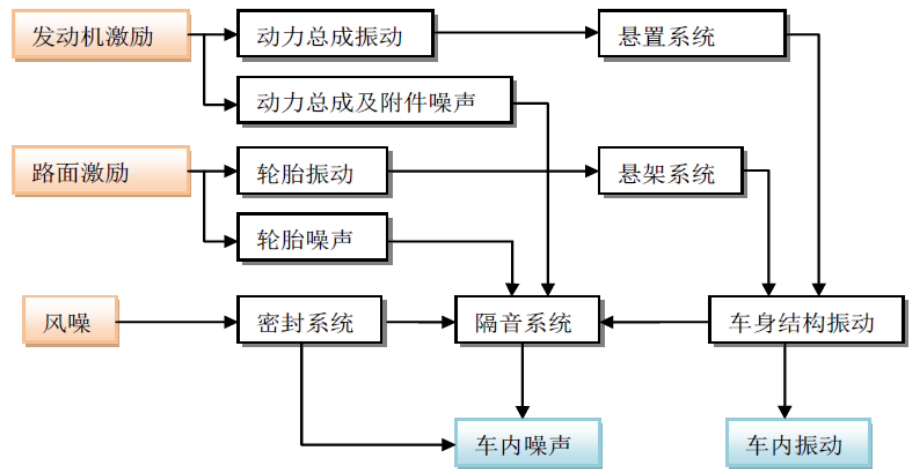 发动机激励
动力总成振动
悬置系统
动力总成及附件噪声
路面激励
轮胎振动
悬架系统
轮胎噪声
风噪
密封系统
隔音系统
车身结构振动
车内噪声
车内振动